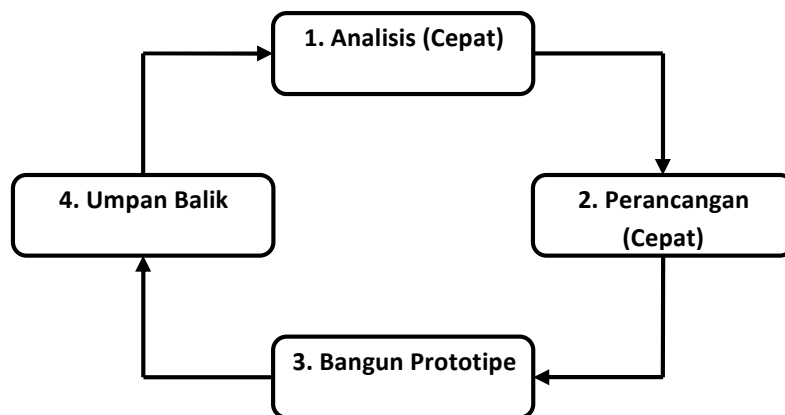 1. Analisis (Cepat)
2. Perancangan
(Cepat)
3. Bangun Prototipe
4. Umpan Balik